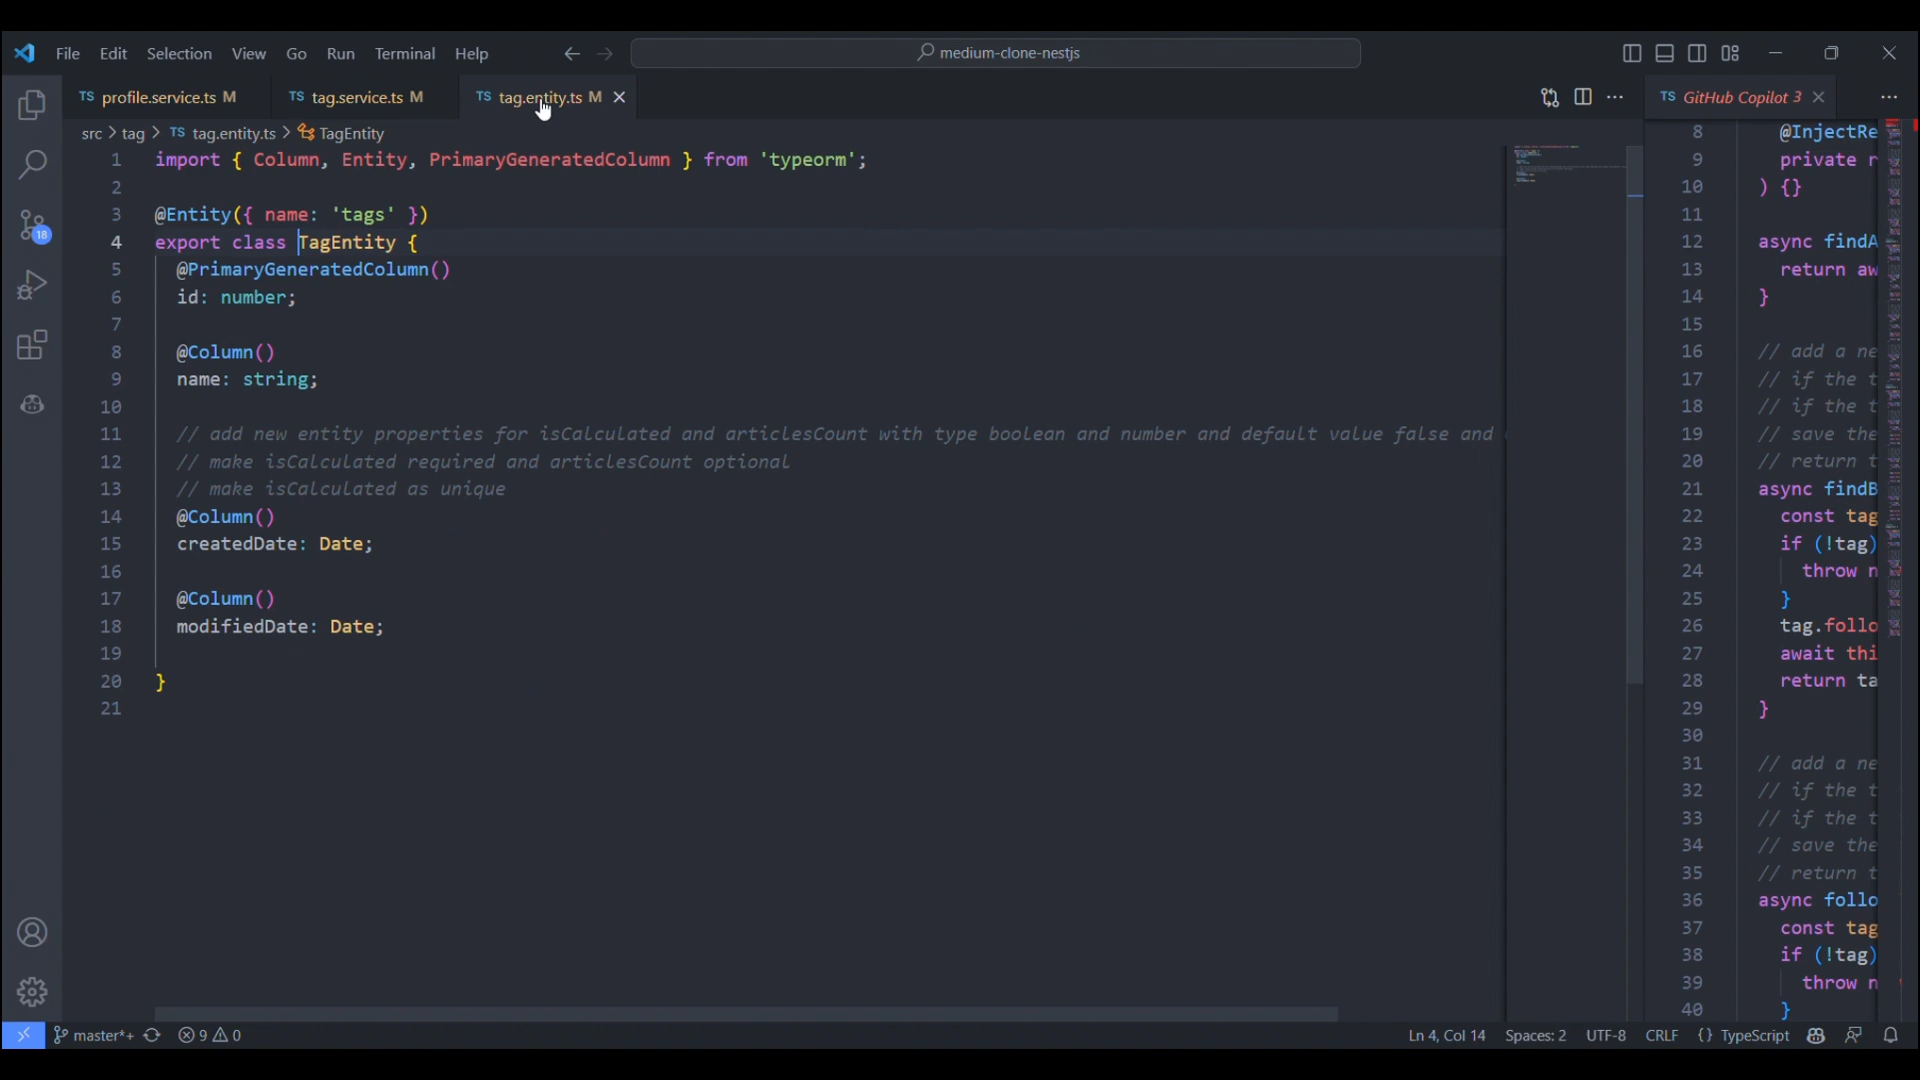 File Edit Selection View Go Run Terminal Help
medium-clone-nestjs
TS profile.service.ts M
TS tag.service.ts M
TS tag.entity.ts M
TS GitHub Copilot 3
src > tag > TS tag.entity.ts > TagEntity
1 import { Column, Entity, PrimaryGeneratedColumn } from 'typeorm';
2
3 @Entity({ name: 'tags' })
4 export class TagEntity {
5 @PrimaryGeneratedColumn()
6 id: number;
7
8 @Column()
9 name: string;
10
11 // add new entity properties for isCalculated and articlesCount with type boolean and number and default value false and
12 // make isCalculated required and articlesCount optional
13 // make isCalculated as unique
14 @Column()
15 createdDate: Date;
16
17 @Column()
18 modifiedDate: Date;
19
20 }
21
8 @InjectRe
9 private r
10 ) {}
11
12 async findA
13 return aw
14 }
15
16 // add a ne
17 // if the t
18 // if the t
19 // save the
20 // return t
21 async findB
22 const tag
23 if (!tag)
24 throw n
25 }
26 tag.follo
27 await thi
28 return ta
29 }
30
31 // add a ne
32 // if the t
33 // if the t
34 // save the
35 // return t
36 async follo
37 const tag
38 if (!tag)
39 throw n
40 }
18
master*+ 9 0
Ln 4, Col 14 Spaces: 2 UTF-8 CRLF {} TypeScript